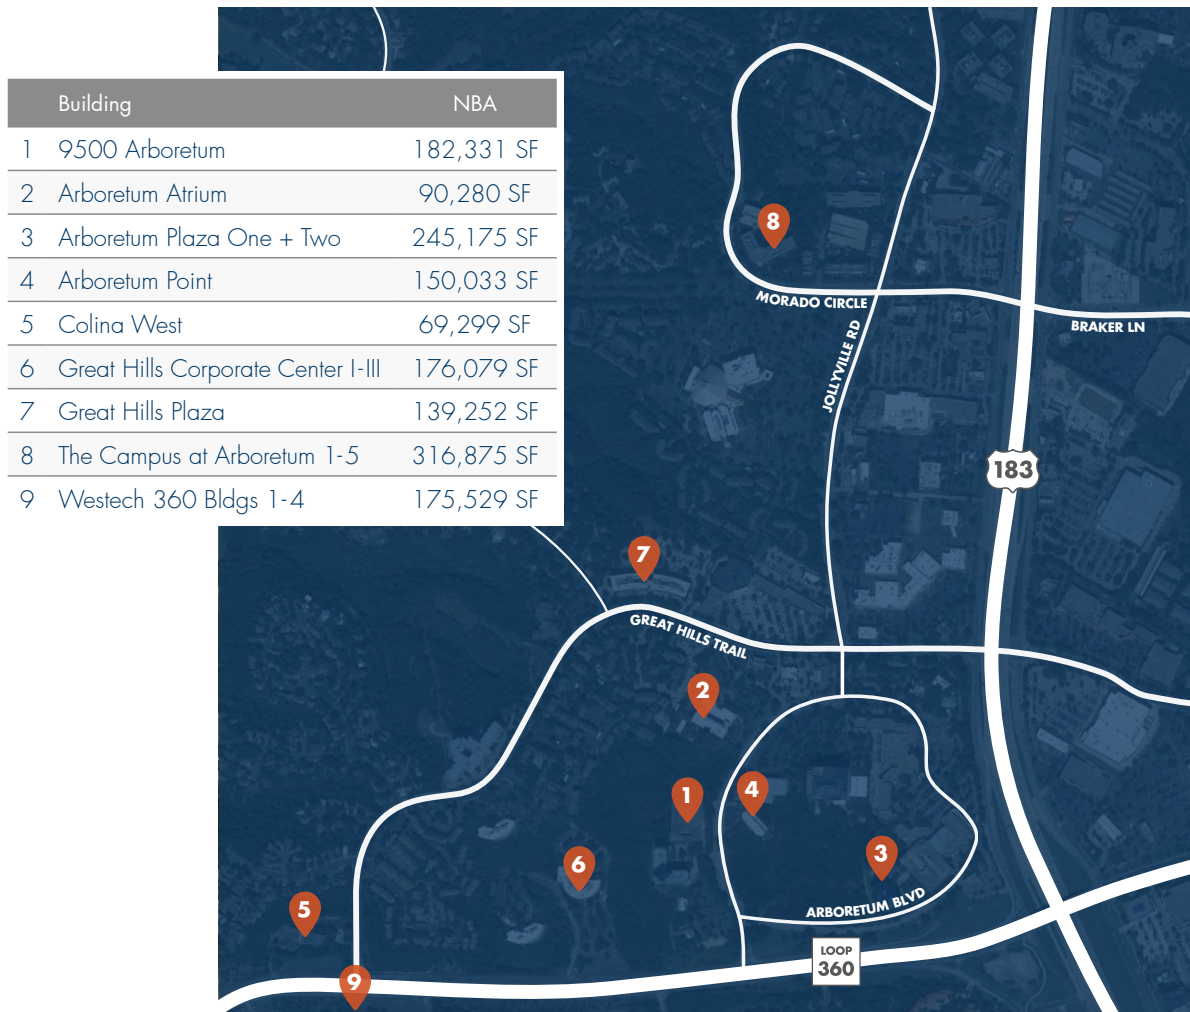 Building NBA
1 9500 Arboretum 182,331 SF
2 Arboretum Atrium 90,280 SF
3 Arboretum Plaza One + Two 245,175 SF
4 Arboretum Point 150,033 SF
5 Colina West 69,299 SF
6 Great Hills Corporate Center I-III 176,079 SF
7 Great Hills Plaza 139,252 SF
8 The Campus at Arboretum 1-5 316,875 SF
9 Westech 360 Bldgs 1-4 175,529 SF
8
MORADO CIRCLE
BRAKER LN
JOLLYVILLE RD
183
7
GREAT HILLS TRAIL
2
1
4
3
6
ARBORETUM BLVD
5
LOOP
360
9